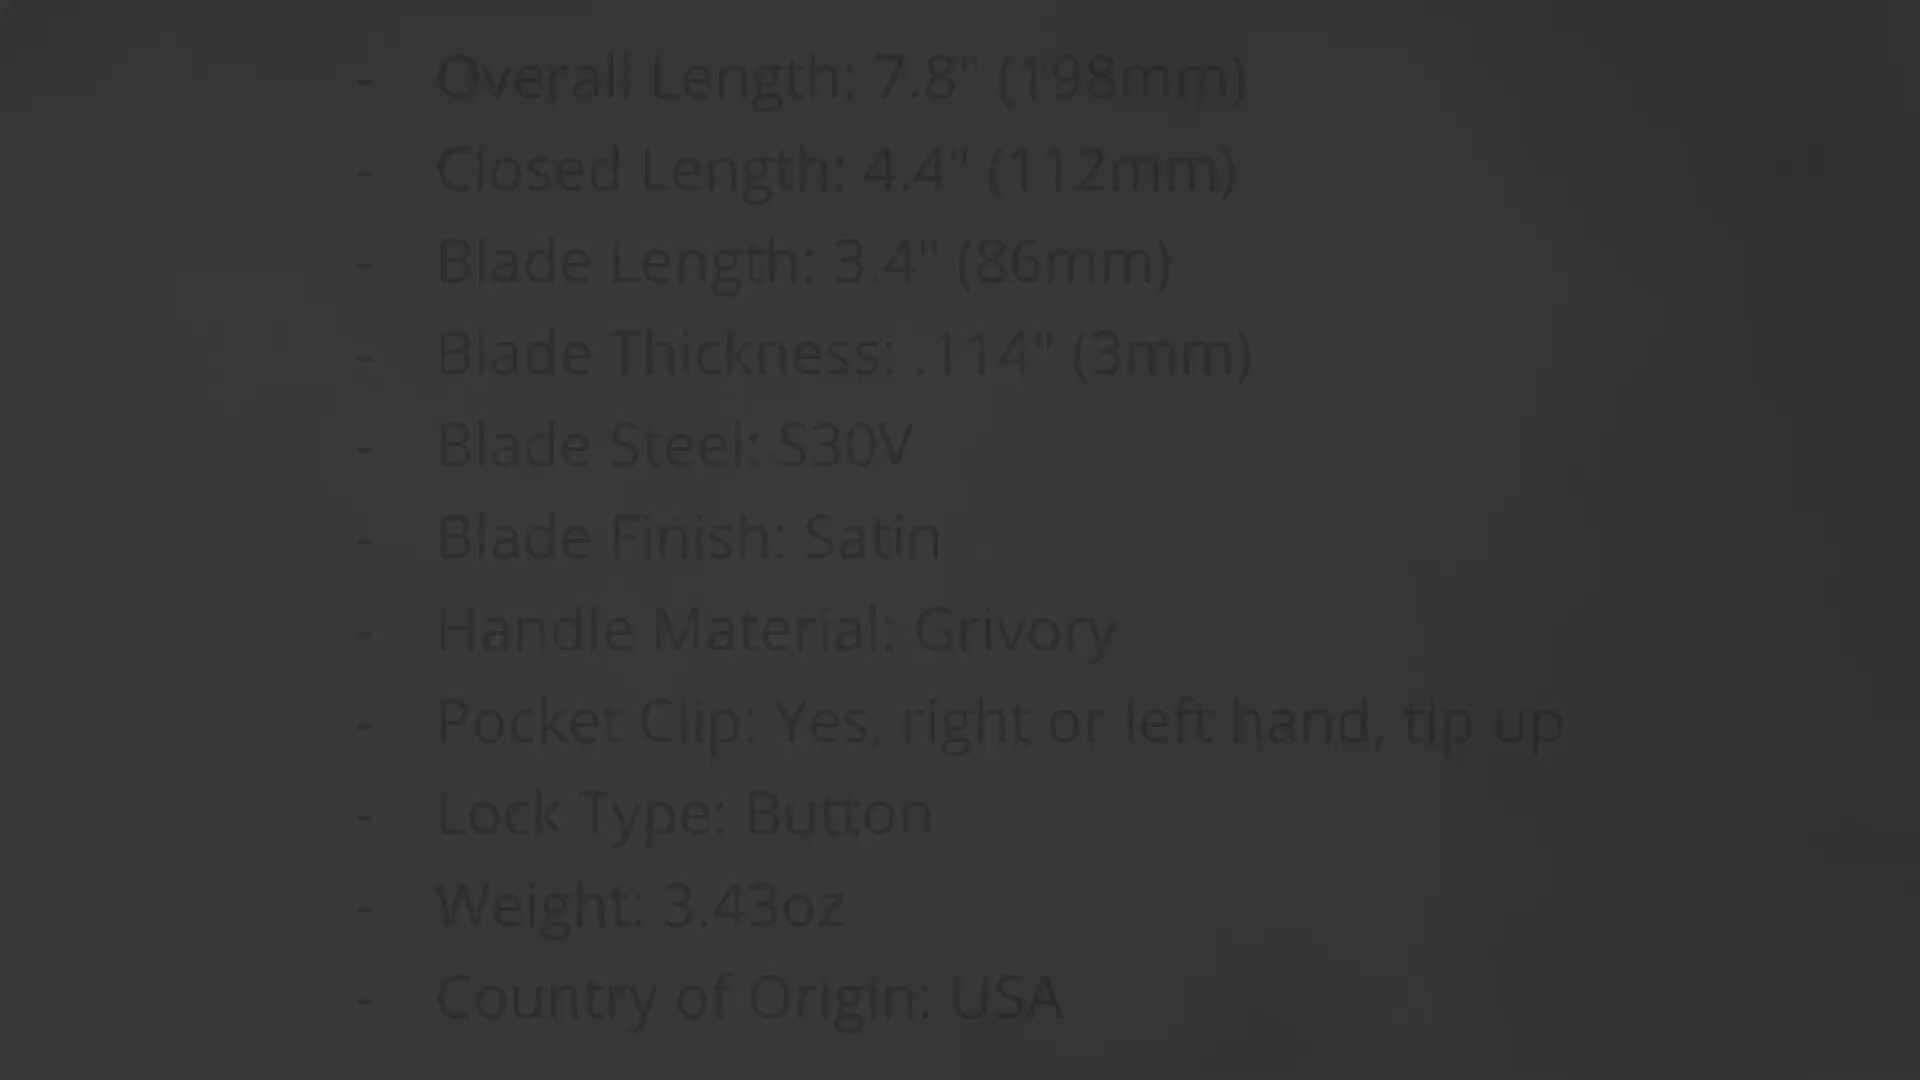 - Overall Length: 7.8" (198mm)
- Closed Length: 4.4" (112mm)
- Blade Length: 3.4" (86mm)
- Blade Thickness: .114" (3mm)
- Blade Steel: S30V
- Blade Finish: Satin
- Handle Material: Grivory
- Pocket Clip: Yes, right or left hand, tip up
- Lock Type: Button
- Weight: 3.43oz
- Country of Origin: USA